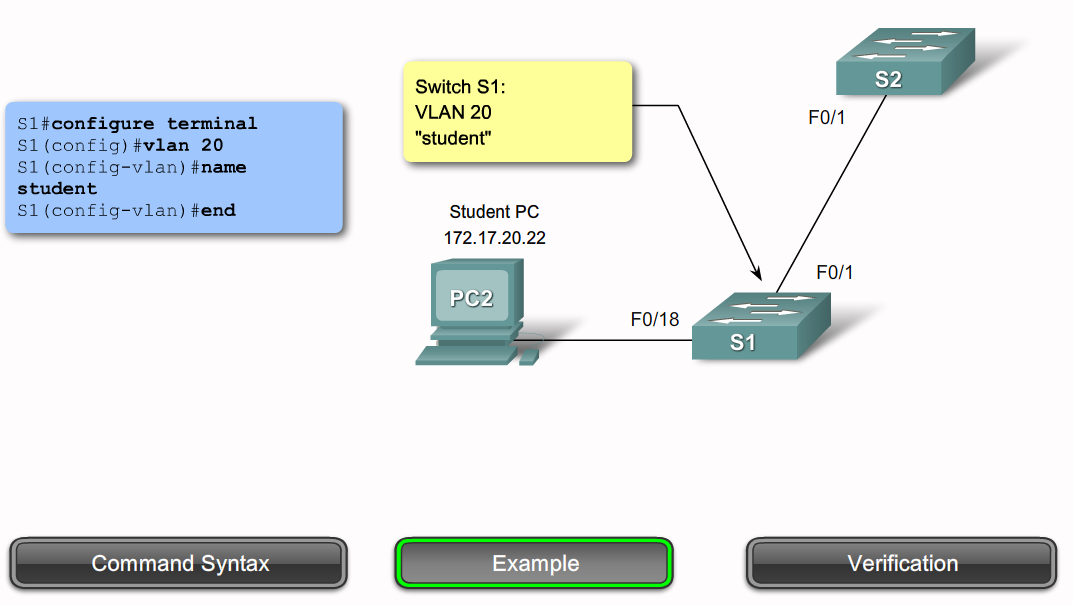 S1#configure terminal
S1(config)#vlan 20
S1(config-vlan)#name
student
S1(config-vlan)#end
Switch S1:
VLAN 20
"student"
S2
F0/1
Student PC
172.17.20.22
PC2
F0/18
F0/1
S1
Command Syntax
Example
Verification